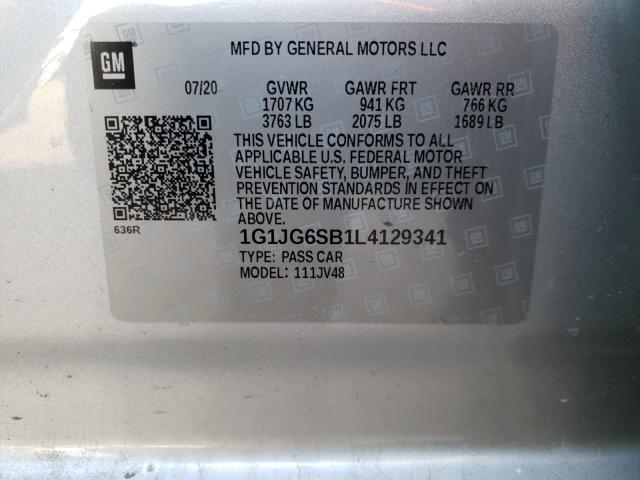 GM
MFD BY GENERAL MOTORS LLC
07/20 GVWR GAWR FRT GAWR RR
1707 KG 941 KG 766 KG
3763 LB 2075 LB 1689 LB
THIS VEHICLE CONFORMS TO ALL
APPLICABLE U.S. FEDERAL MOTOR
VEHICLE SAFETY, BUMPER, AND THEFT
PREVENTION STANDARDS IN EFFECT ON
THE DATE OF MANUFACTURE SHOWN
ABOVE.
636R
1G1JG6SB1L4129341
TYPE: PASS CAR
MODEL: 111JV48